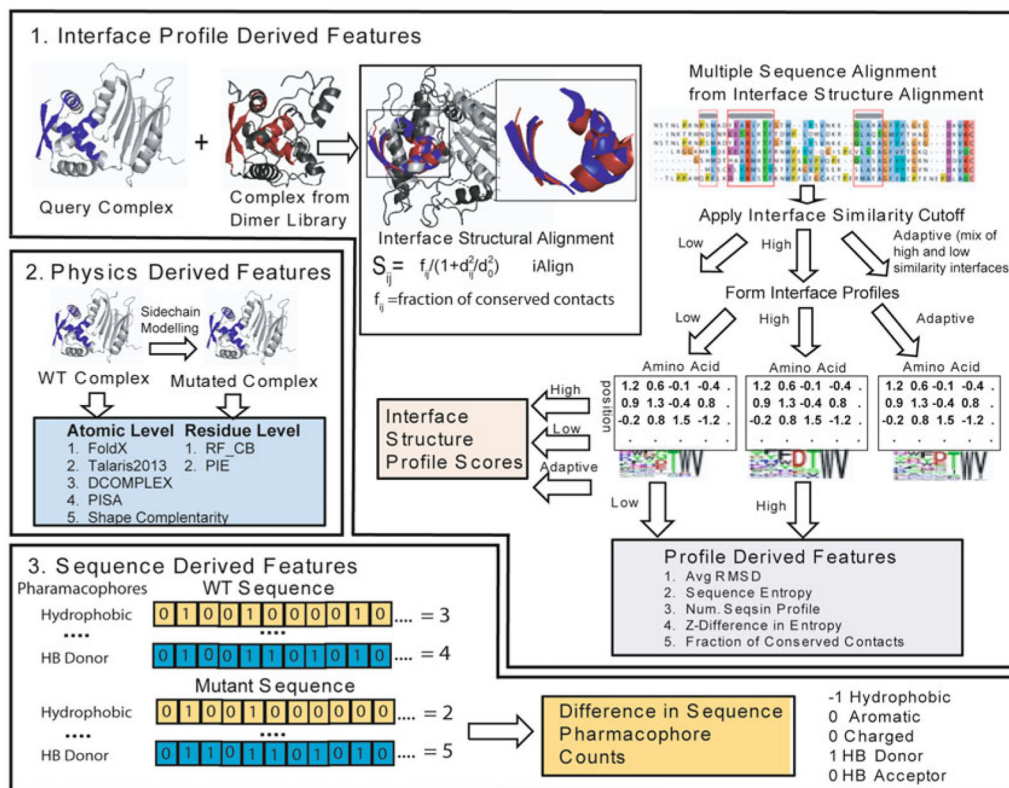 1. Interface Profile Derived Features
Query Complex
+
Complex from
Dimer Library
Interface Structural Alignment
S_ij = f_ij/(1+d_ij^2/d_0^2) iAlign
f_ij =fraction of conserved contacts
Multiple Sequence Alignment
from Interface Structure Alignment
Apply Interface Similarity Cutoff
Low
High
Adaptive (mix of
high and low
similarity interfaces
Form Interface Profiles
Low
High
Adaptive
Amino Acid
Amino Acid
Amino Acid
position
1.2 0.6 -0.1 -0.4 .
0.9 1.3 -0.4 0.8 .
-0.2 0.8 1.5 -1.2 .
. . . . .
1.2 0.6 -0.1 -0.4 .
0.9 1.3 -0.4 0.8 .
-0.2 0.8 1.5 -1.2 .
. . . . .
1.2 0.6 -0.1 -0.4 .
0.9 1.3 -0.4 0.8 .
-0.2 0.8 1.5 -1.2 .
. . . . .
TWV
DTWV
PTWV
High
Low
Adaptive
Interface
Structure
Profile Scores
Low
High
Profile Derived Features
1. Avg RMSD
2. Sequence Entropy
3. Num. Seqsin Profile
4. Z-Difference in Entropy
5. Fraction of Conserved Contacts
2. Physics Derived Features
Sidechain
Modelling
WT Complex
Mutated Complex
Atomic Level
1. FoldX
2. Talaris2013
3. DCOMPLEX
4. PISA
5. Shape Complentarity
Residue Level
1. RF_CB
2. PIE
3. Sequence Derived Features
Pharamacophores
WT Sequence
Hydrophobic 0 1 0 0 1 0 0 0 0 1 0 .... = 3
.... ....
HB Donor 0 1 0 0 1 1 0 1 0 1 0 .... = 4
Mutant Sequence
Hydrophobic 0 1 0 0 1 0 0 0 0 0 0 .... = 2
.... ....
HB Donor 0 1 1 0 1 1 0 1 0 1 0 .... = 5
Difference in Sequence
Pharmacophore
Counts
-1 Hydrophobic
0 Aromatic
0 Charged
1 HB Donor
0 HB Acceptor